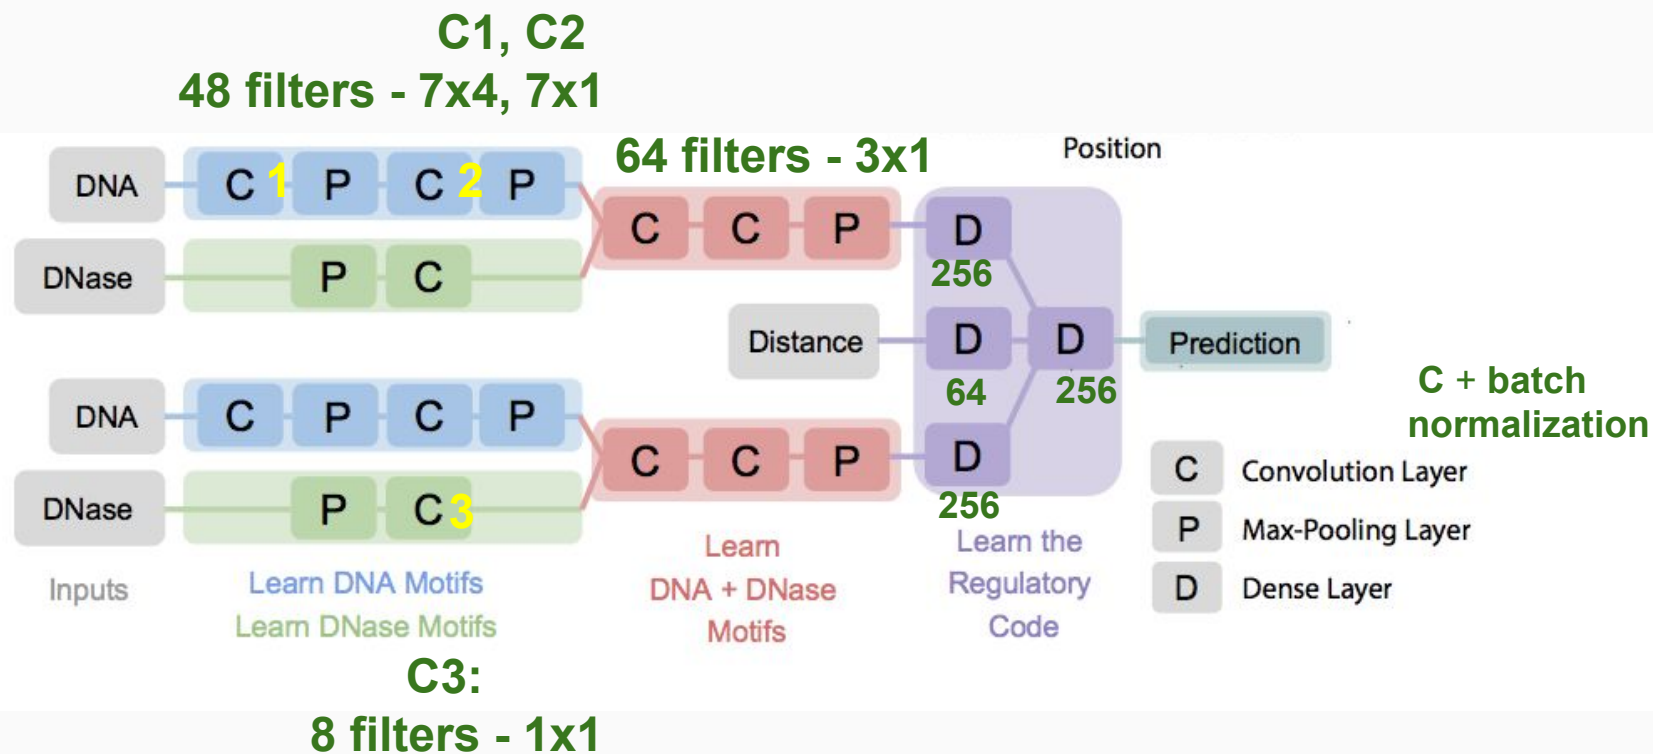 C1, C2
48 filters - 7x4, 7x1
64 filters - 3x1
Position
DNA
C 1 P C 2 P
C C P
D
256
DNase
P C
Distance
D D
64 256
Prediction
C + batch
normalization
DNA
C P C P
C C P
D
256
DNase
P C 3
C Convolution Layer
P Max-Pooling Layer
D Dense Layer
Inputs
Learn DNA Motifs
Learn DNase Motifs
Learn
DNA + DNase
Motifs
Learn the
Regulatory
Code
C3:
8 filters - 1x1